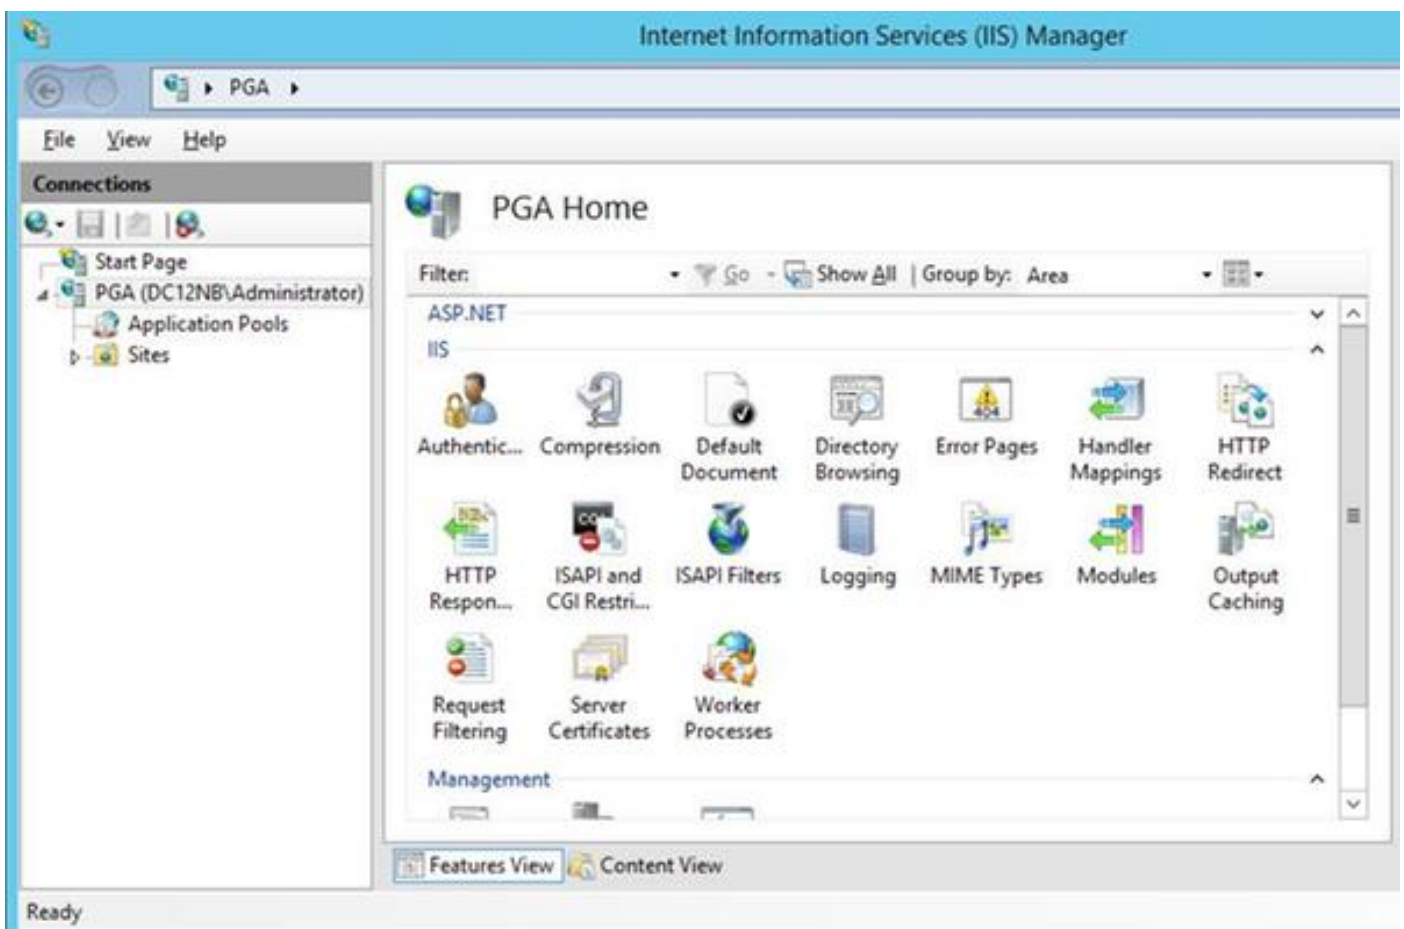 Internet Information Services (IIS) Manager
PGA
File View Help
Connections
Start Page
PGA (DC12NB\Administrator)
Application Pools
Sites
PGA Home
Filter: Go Show All Group by: Area
ASP.NET
IIS
Authentic... Compression Default Document Directory Browsing Error Pages Handler Mappings HTTP Redirect
HTTP Respon... ISAPI and CGI Restri... ISAPI Filters Logging MIME Types Modules Output Caching
Request Filtering Server Certificates Worker Processes
Management
Features View Content View
Ready